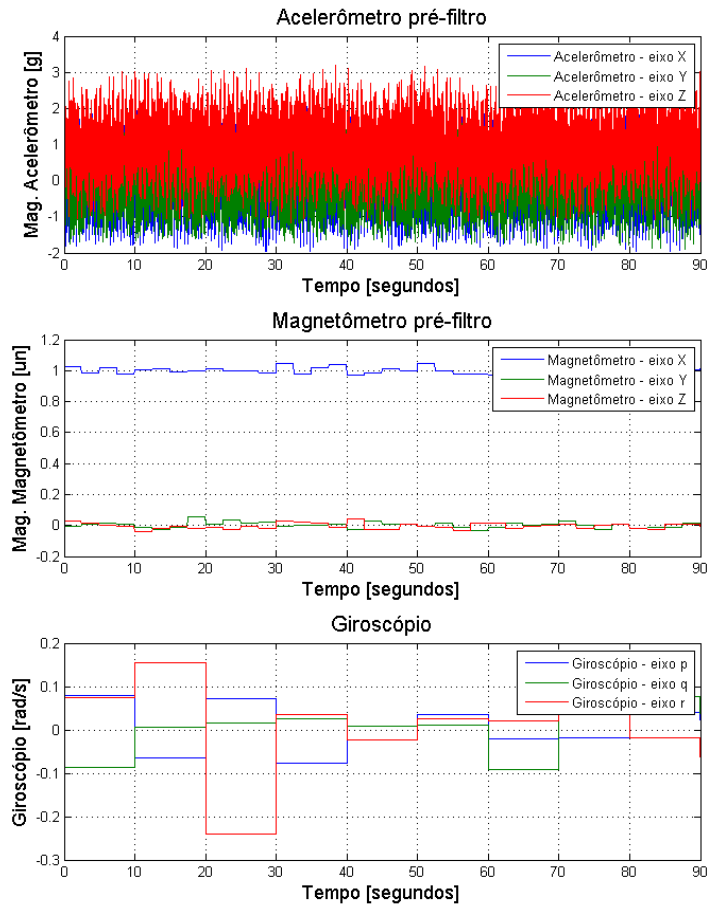 Acelerômetro pré-filtro
Mag. Acelerômetro [g]
4
3
2
1
0
-1
-2
Acelerômetro - eixo X
Acelerômetro - eixo Y
Acelerômetro - eixo Z
0 10 20 30 40 50 60 70 80 90
Tempo [segundos]
Magnetômetro pré-filtro
Mag. Magnetômetro [un]
1.2
1
0.8
0.6
0.4
0.2
0
-0.2
Magnetômetro - eixo X
Magnetômetro - eixo Y
Magnetômetro - eixo Z
0 10 20 30 40 50 60 70 80 90
Tempo [segundos]
Giroscópio
Giroscópio [rad/s]
0.2
0.1
0
-0.1
-0.2
-0.3
Giroscópio - eixo p
Giroscópio - eixo q
Giroscópio - eixo r
0 10 20 30 40 50 60 70 80 90
Tempo [segundos]